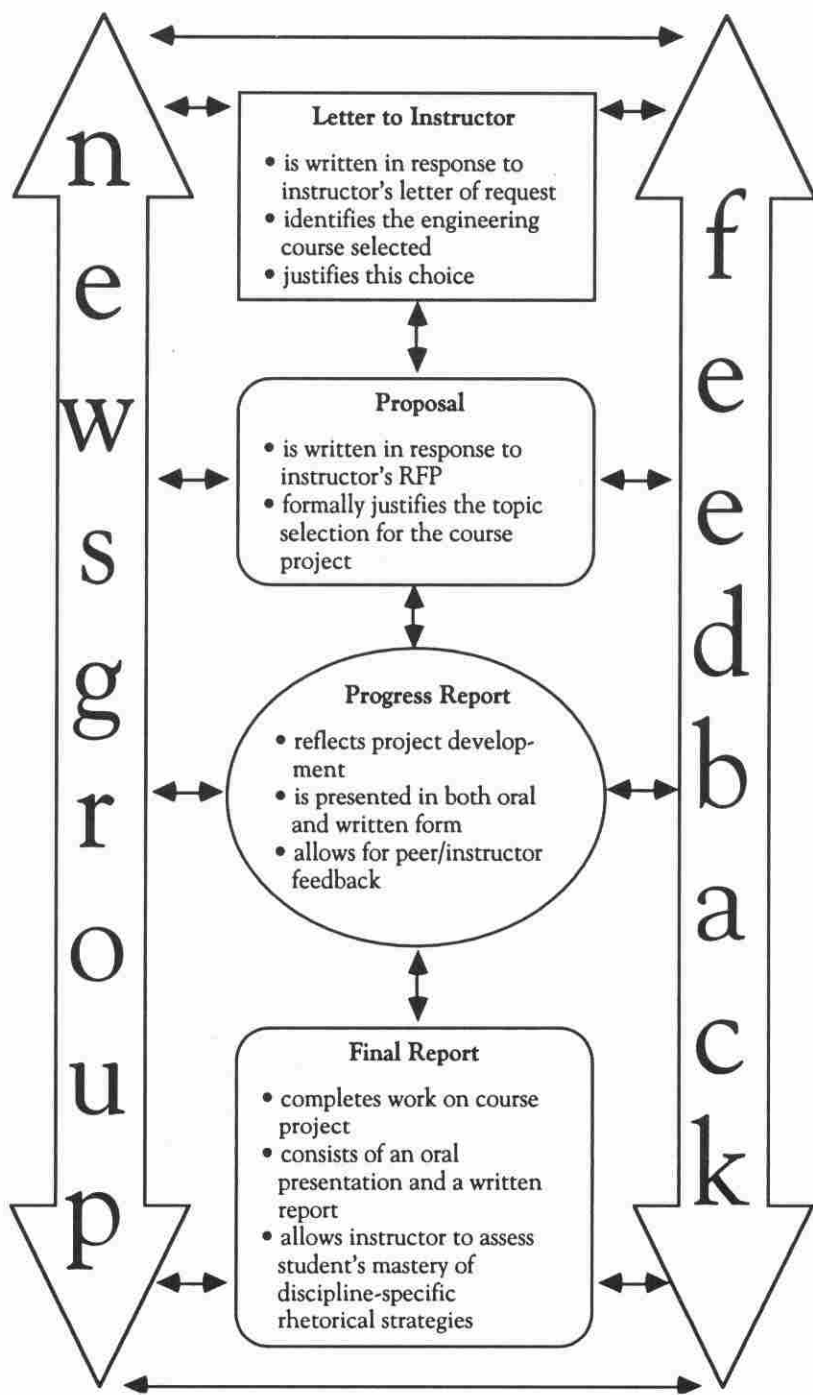 newsgroup
Letter to Instructor
• is written in response to
instructor's letter of request
• identifies the engineering
course selected
• justifies this choice
Proposal
• is written in response to
instructor's RFP
• formally justifies the topic
selection for the course
project
Progress Report
• reflects project develop-
ment
• is presented in both oral
and written form
• allows for peer/instructor
feedback
Final Report
• completes work on course
project
• consists of an oral
presentation and a written
report
• allows instructor to assess
student's mastery of
discipline-specific
rhetorical strategies
feedback